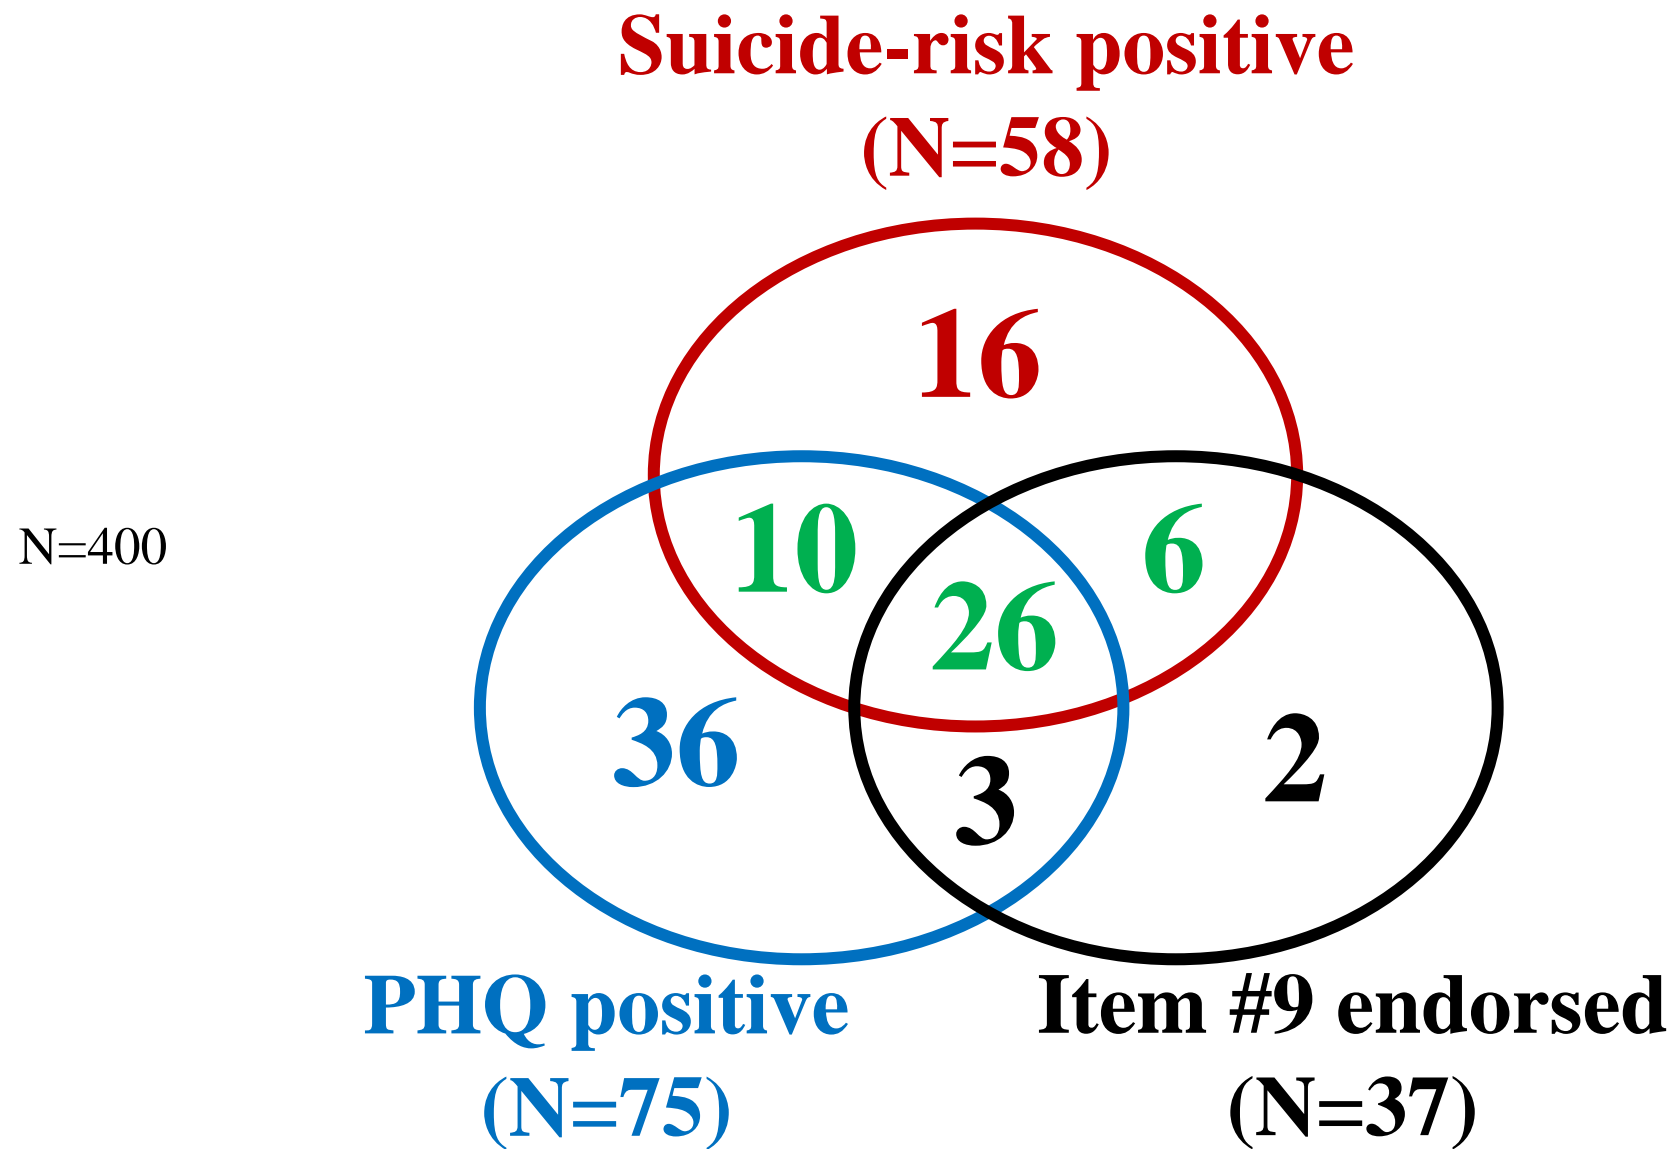 Suicide-risk positive
(N=58)
16
N=400
10
6
26
36
2
3
PHQ positive
(N=75)
Item #9 endorsed
(N=37)